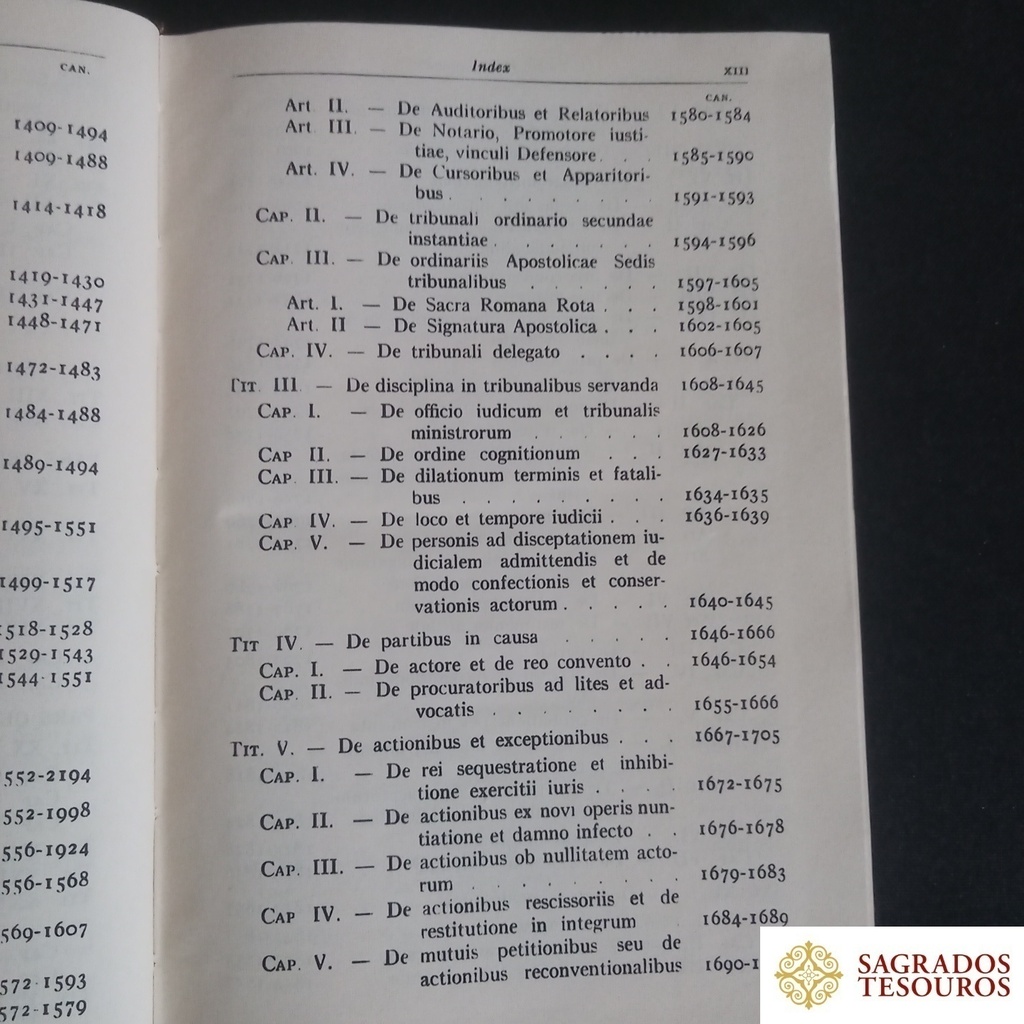 CAN.
1409-1494
1409-1488
1414-1418
1419-1430
1431-1447
1448-1471
1472-1483
1484-1488
1489-1494
1495-1551
1499-1517
1518-1528
1529-1543
1544-1551
552-2194
552-1998
556-1924
556-1568
569-1607
572-1593
572-1579
Index XIII
CAN.
Art. II. — De Auditoribus et Relatoribus 1580-1584
Art. III. — De Notario, Promotore iusti-
tiae, vinculi Defensore . . . 1585-1590
Art. IV. — De Cursoribus et Apparitori-
bus . . . . . . . . . 1591-1593
CAP. II. — De tribunali ordinario secundae
instantiae . . . . . . . 1594-1596
CAP. III. — De ordinariis Apostolicae Sedis
tribunalibus . . . . . . 1597-1605
Art. I. — De Sacra Romana Rota . . . 1598-1601
Art. II — De Signatura Apostolica . . . 1602-1605
CAP. IV. — De tribunali delegato . . . . 1606-1607
TIT. III. — De disciplina in tribunalibus servanda 1608-1645
CAP. I. — De officio iudicum et tribunalis
ministrorum . . . . . . 1608-1626
CAP II. — De ordine cognitionum . . . 1627-1633
CAP. III. — De dilationum terminis et fatali-
bus . . . . . . . . . 1634-1635
CAP. IV. — De loco et tempore iudicii . . . 1636-1639
CAP. V. — De personis ad disceptationem iu-
dicialem admittendis et de
modo confectionis et conser-
vationis actorum . . . . . 1640-1645
TIT IV. — De partibus in causa . . . . . 1646-1666
CAP. I. — De actore et de reo convento . . 1646-1654
CAP. II. — De procuratoribus ad lites et ad-
vocatis . . . . . . . . 1655-1666
TIT. V. — De actionibus et exceptionibus . . . 1667-1705
CAP. I. — De rei sequestratione et inhibi-
tione exercitii iuris . . . . 1672-1675
CAP. II. — De actionibus ex novi operis nun-
tiatione et damno infecto . . 1676-1678
CAP. III. — De actionibus ob nullitatem acto-
rum . . . . . . . . . 1679-1683
CAP IV. — De actionibus rescissoriis et de
restitutione in integrum 1684-1689
CAP. V. — De mutuis petitionibus seu de
actionibus reconventionalibus 1690-1
SAGRADOS
TESOUROS